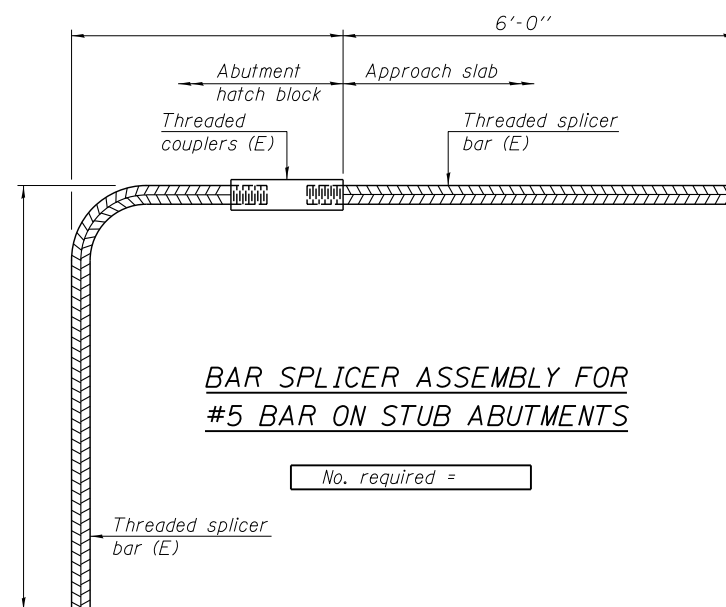 6'-0''
Abutment
hatch block
Approach slab
Threaded
couplers (E)
Threaded splicer
bar (E)
BAR SPLICER ASSEMBLY FOR
#5 BAR ON STUB ABUTMENTS
No. required =
Threaded splicer
bar (E)